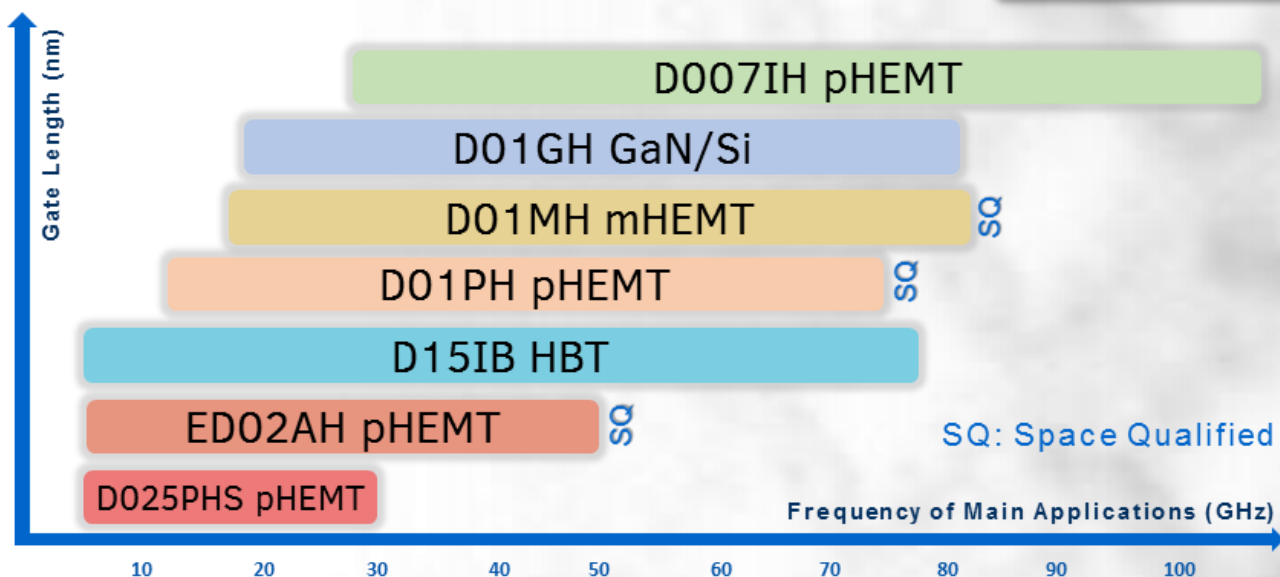 Gate Length (nm)
D007IH pHEMT
D01GH GaN/Si
D01MH mHEMT
SQ
D01PH pHEMT
SQ
D15IB HBT
ED02AH pHEMT
SQ
SQ: Space Qualified
D025PHS pHEMT
Frequency of Main Applications (GHz)
10 20 30 40 50 60 70 80 90 100